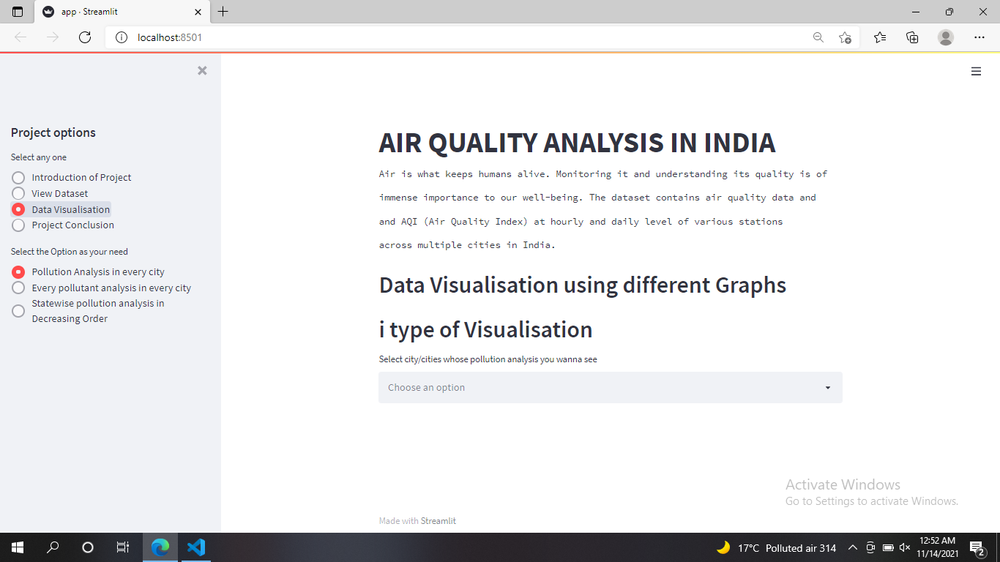 app · Streamlit
localhost:8501
Project options
Select any one
Introduction of Project
View Dataset
Data Visualisation
Project Conclusion
Select the Option as your need
Pollution Analysis in every city
Every pollutant analysis in every city
Statewise pollution analysis in
Decreasing Order
AIR QUALITY ANALYSIS IN INDIA
Air is what keeps humans alive. Monitoring it and understanding its quality is of
immense importance to our well-being. The dataset contains air quality data and
and AQI (Air Quality Index) at hourly and daily level of various stations
across multiple cities in India.
Data Visualisation using different Graphs
i type of Visualisation
Select city/cities whose pollution analysis you wanna see
Choose an option
Activate Windows
Go to Settings to activate Windows.
Made with Streamlit
17°C Polluted air 314
12:52 AM
11/14/2021
2